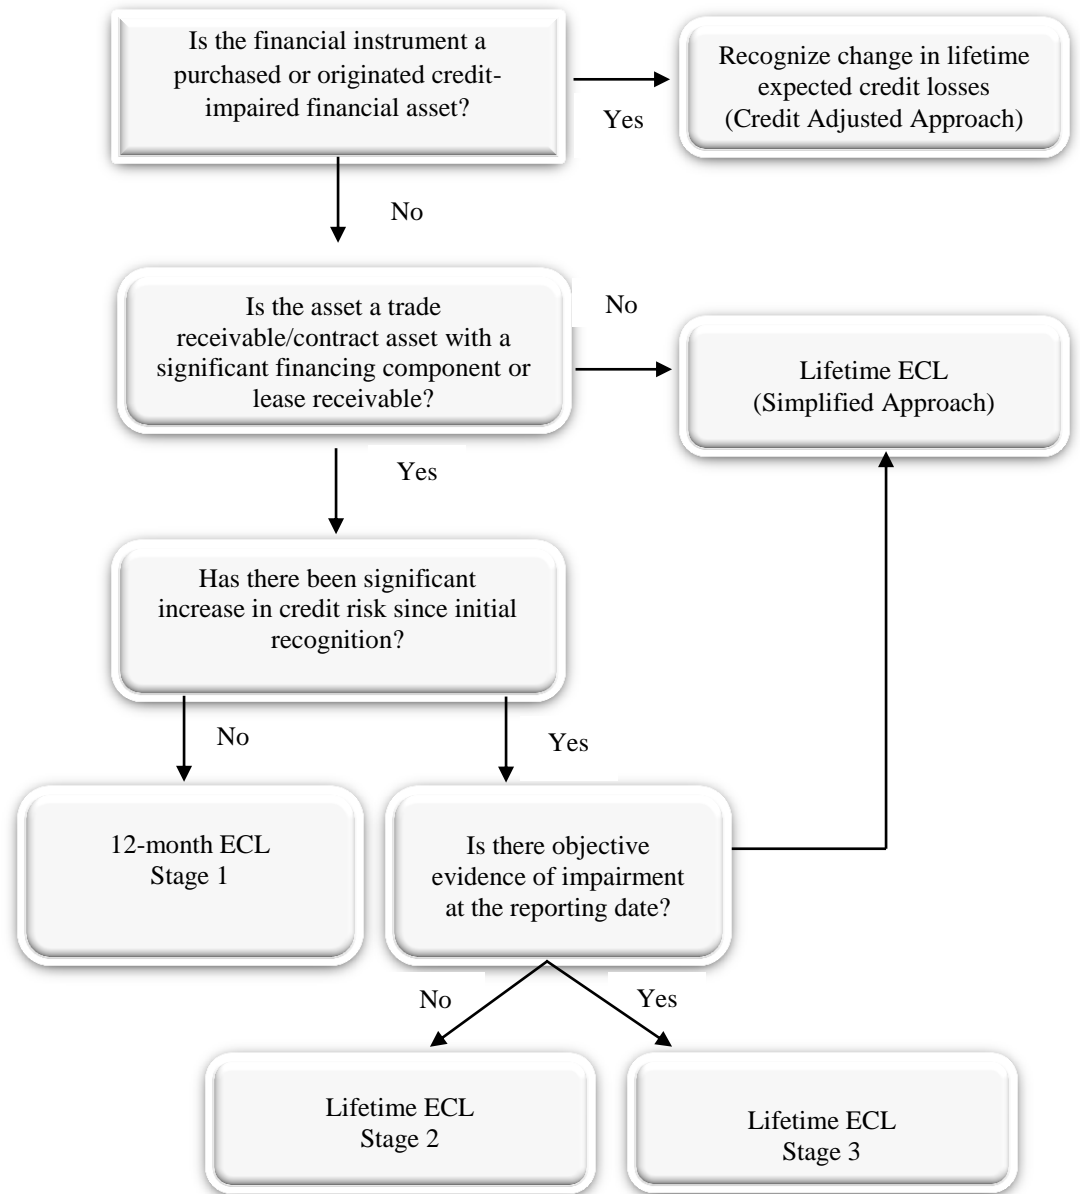 Is the financial instrument a
purchased or originated credit-
impaired financial asset?
Yes
Recognize change in lifetime
expected credit losses
(Credit Adjusted Approach)
No
Is the asset a trade
receivable/contract asset with a
significant financing component or
lease receivable?
No
Lifetime ECL
(Simplified Approach)
Yes
Has there been significant
increase in credit risk since initial
recognition?
No
Yes
12-month ECL
Stage 1
Is there objective
evidence of impairment
at the reporting date?
No
Yes
Lifetime ECL
Stage 2
Lifetime ECL
Stage 3